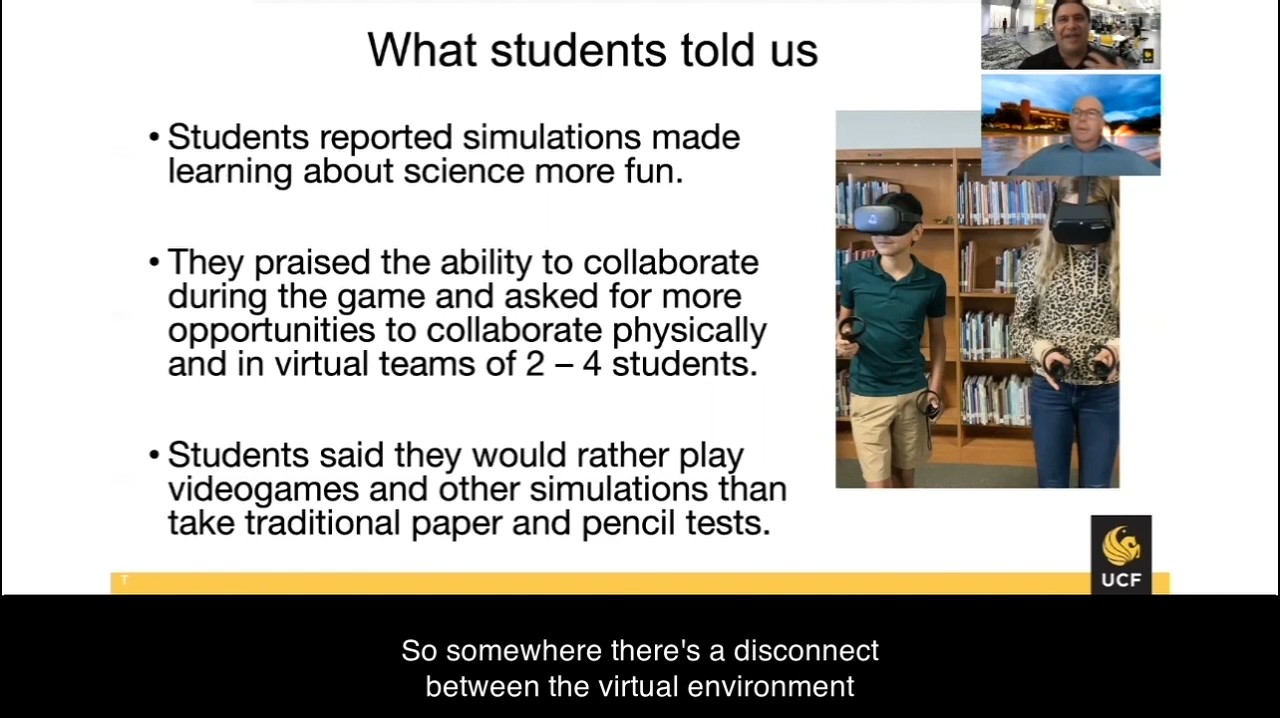 What students told us
• Students reported simulations made
learning about science more fun.
• They praised the ability to collaborate
during the game and asked for more
opportunities to collaborate physically
and in virtual teams of 2 – 4 students.
• Students said they would rather play
videogames and other simulations than
take traditional paper and pencil tests.
T
UCF
So somewhere there's a disconnect
between the virtual environment